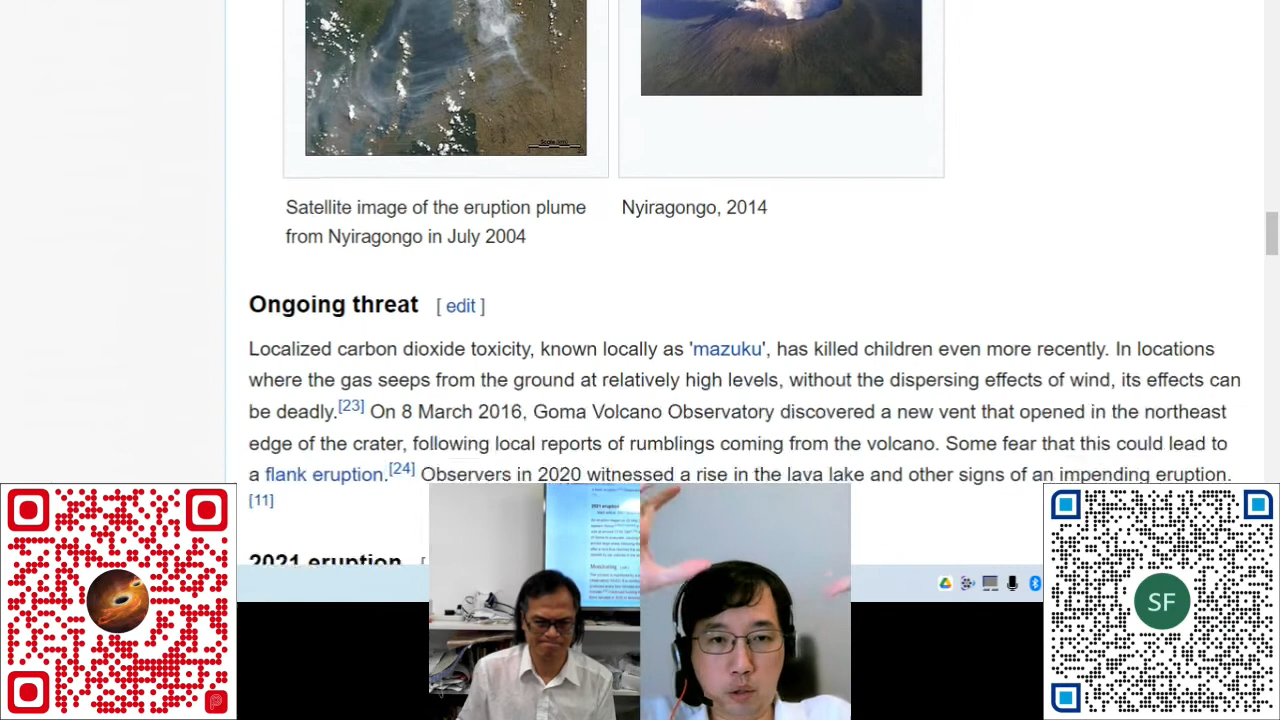 Satellite image of the eruption plume
from Nyiragongo in July 2004
Nyiragongo, 2014
Ongoing threat [ edit ]
Localized carbon dioxide toxicity, known locally as 'mazuku', has killed children even more recently. In locations
where the gas seeps from the ground at relatively high levels, without the dispersing effects of wind, its effects can
be deadly.[23] On 8 March 2016, Goma Volcano Observatory discovered a new vent that opened in the northeast
edge of the crater, following local reports of rumblings coming from the volcano. Some fear that this could lead to
a flank eruption.[24] Observers in 2020 witnessed a rise in the lava lake and other signs of an impending eruption.
[11]
2021 eruption [
2021 eruption
Monitoring
SF